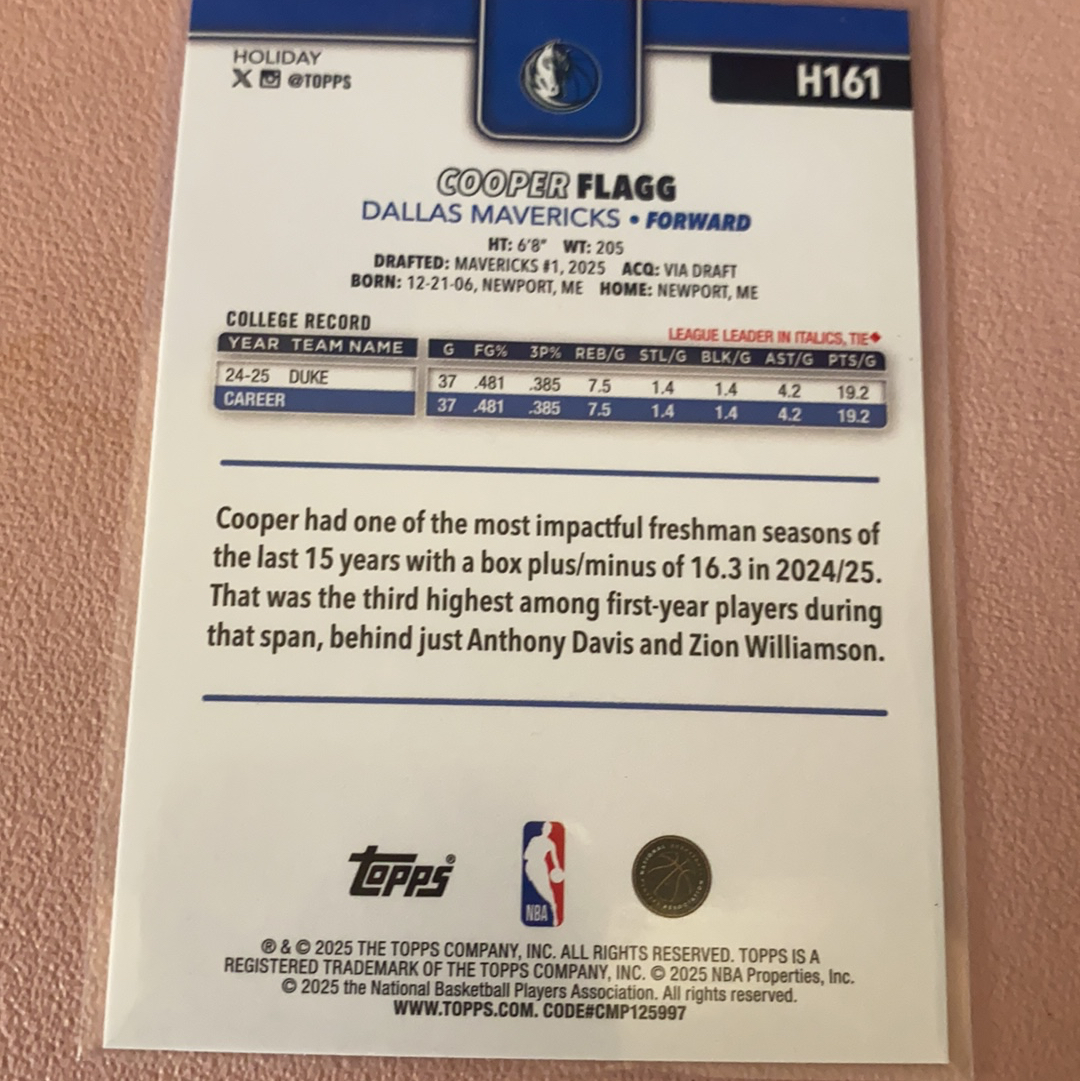 HOLIDAY
X @TOPPS
H161
COOPER FLAGG
DALLAS MAVERICKS • FORWARD
HT: 6'8" WT: 205
DRAFTED: MAVERICKS #1, 2025 ACQ: VIA DRAFT
BORN: 12-21-06, NEWPORT, ME HOME: NEWPORT, ME
COLLEGE RECORD
LEAGUE LEADER IN ITALICS, TIE♦
YEAR TEAM NAME G FG% 3P% REB/G STL/G BLK/G AST/G PTS/G
24-25 DUKE 37 .481 .385 7.5 1.4 1.4 4.2 19.2
CAREER 37 .481 .385 7.5 1.4 1.4 4.2 19.2
Cooper had one of the most impactful freshman seasons of
the last 15 years with a box plus/minus of 16.3 in 2024/25.
That was the third highest among first-year players during
that span, behind just Anthony Davis and Zion Williamson.
Topps®
NBA
® & © 2025 THE TOPPS COMPANY, INC. ALL RIGHTS RESERVED. TOPPS IS A
REGISTERED TRADEMARK OF THE TOPPS COMPANY, INC. © 2025 NBA Properties, Inc.
© 2025 the National Basketball Players Association. All rights reserved.
WWW.TOPPS.COM. CODE#CMP125997